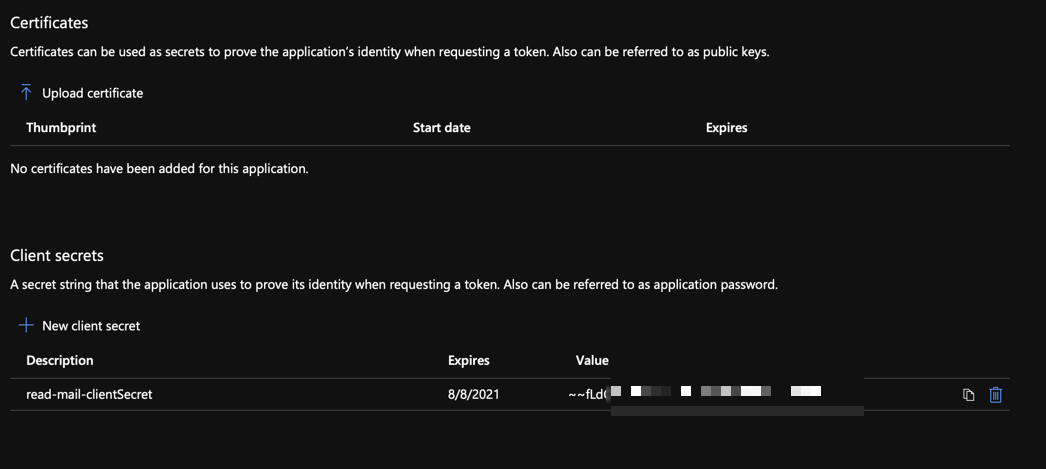 Certificates
Certificates can be used as secrets to prove the application's identity when requesting a token. Also can be referred to as public keys.
Upload certificate
Thumbprint Start date Expires
No certificates have been added for this application.
Client secrets
A secret string that the application uses to prove its identity when requesting a token. Also can be referred to as application password.
New client secret
Description Expires Value
read-mail-clientSecret 8/8/2021